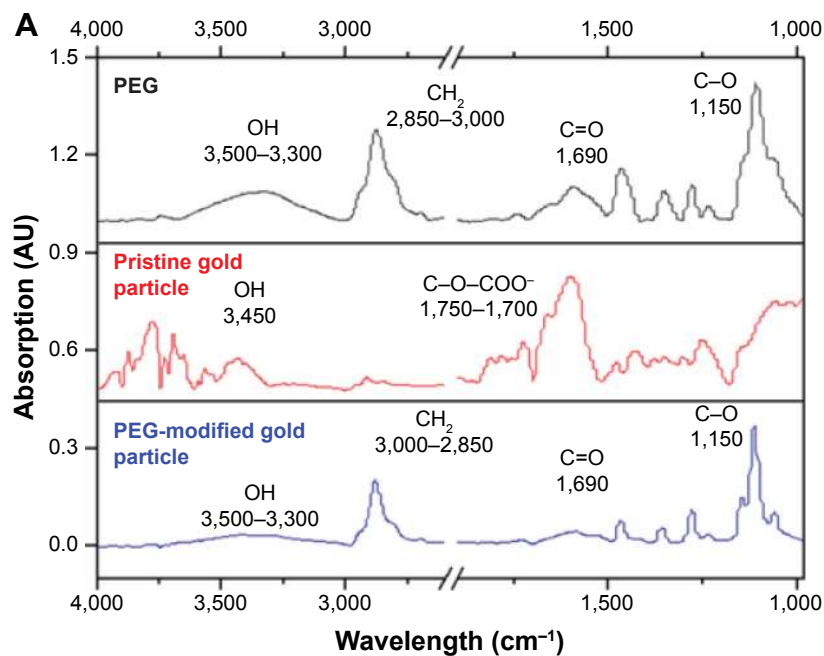 A
4,000 3,500 3,000 1,500 1,000
1.5
PEG
CH₂
2,850–3,000
C–O
1,150
OH
3,500–3,300
C=O
1,690
1.2
0.9
Pristine gold
particle
OH
3,450
C–O–COO⁻
1,750–1,700
0.6
Absorption (AU)
PEG-modified gold
particle
CH₂
3,000–2,850
C–O
1,150
0.3
OH
3,500–3,300
C=O
1,690
0.0
4,000 3,500 3,000 1,500 1,000
Wavelength (cm⁻¹)